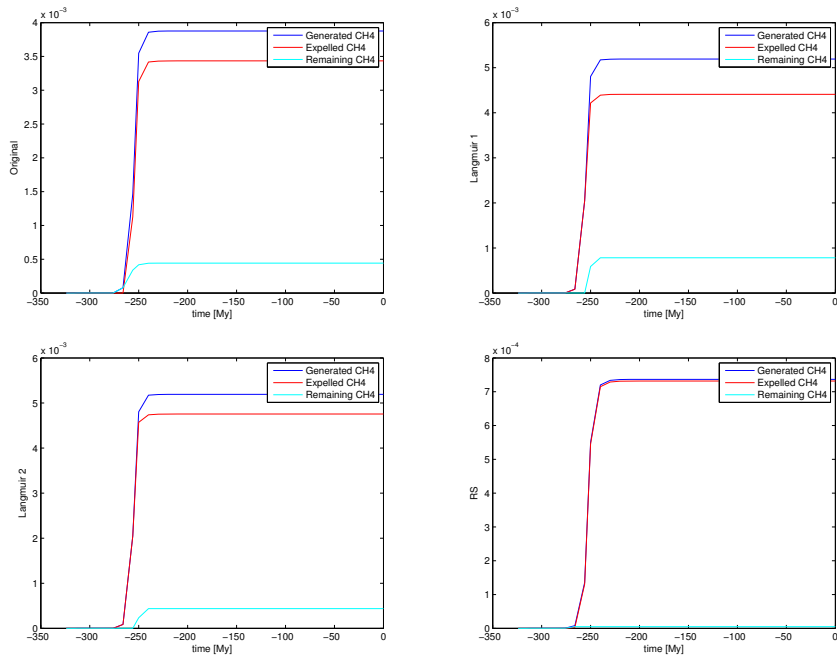 x 10⁻³
4
3.5
3
2.5
2
1.5
1
0.5
0
−350
−300
−250
−200
−150
−100
−50
0
time [My]
Original
Generated CH4
Expelled CH4
Remaining CH4
x 10⁻³
6
5
4
3
2
1
0
−350
−300
−250
−200
−150
−100
−50
0
time [My]
Langmuir 1
Generated CH4
Expelled CH4
Remaining CH4
x 10⁻³
6
5
4
3
2
1
0
−350
−300
−250
−200
−150
−100
−50
0
time [My]
Langmuir 2
Generated CH4
Expelled CH4
Remaining CH4
x 10⁻⁴
8
7
6
5
4
3
2
1
0
−350
−300
−250
−200
−150
−100
−50
0
time [My]
RS
Generated CH4
Expelled CH4
Remaining CH4